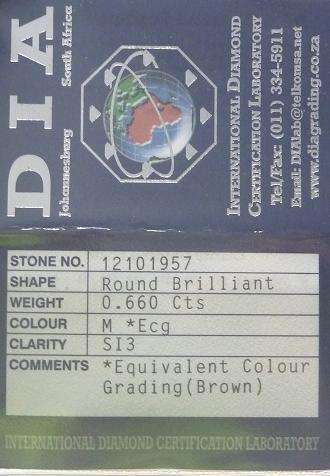 DIA
Johannesburg South Africa
INTERNATIONAL DIAMOND
CERTIFICATION LABORATORY
Tel/Fax: (011) 334-5911
Email: DIAlab@telkomsa.net
www.diagrading.co.za
STONE NO. 12101957
SHAPE Round Brilliant
WEIGHT 0.660 Cts
COLOUR M *Ecg
CLARITY SI3
COMMENTS *Equivalent Colour
Grading(Brown)
INTERNATIONAL DIAMOND CERTIFICATION LABORATORY